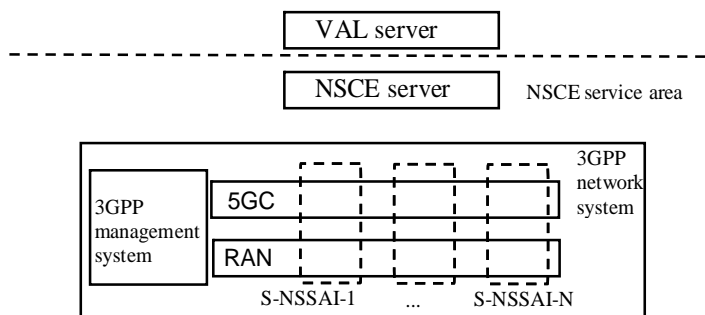 VAL server
NSCE server
NSCE service area
3GPP
network
system
3GPP
management
system
5GC
RAN
S-NSSAI-1
...
S-NSSAI-N